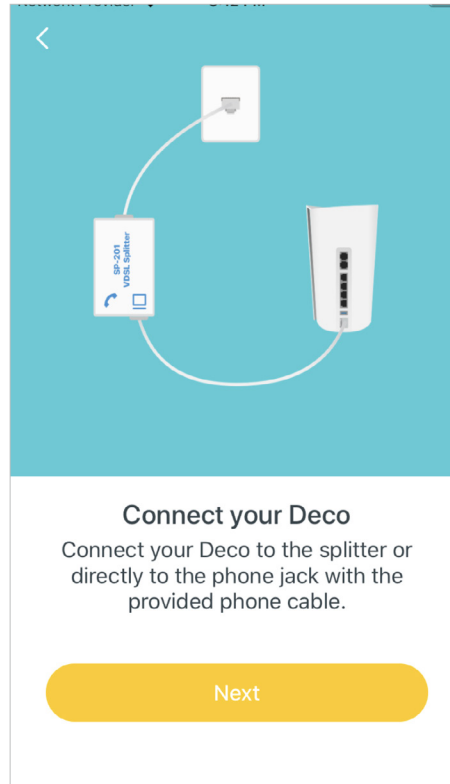 SP-201
VDSL Splitter
Connect your Deco
Connect your Deco to the splitter or
directly to the phone jack with the
provided phone cable.
Next